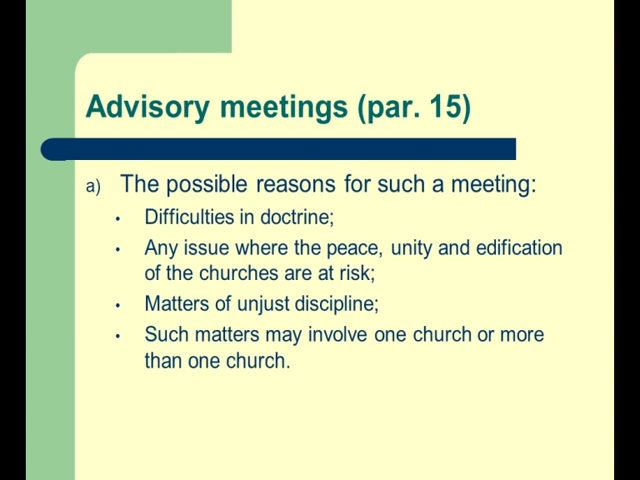 Advisory meetings (par. 15)
a) The possible reasons for such a meeting:
• Difficulties in doctrine;
• Any issue where the peace, unity and edification
of the churches are at risk;
• Matters of unjust discipline;
• Such matters may involve one church or more
than one church.